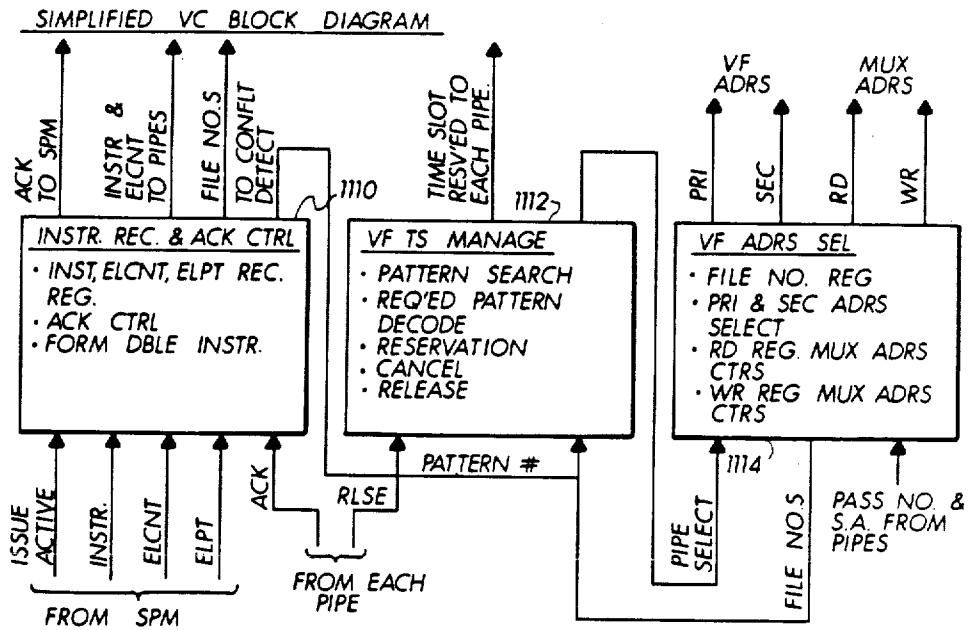 SIMPLIFIED VC BLOCK DIAGRAM
ACK
TO SPM
INSTR &
ELCNT
TO PIPES
FILE NO.S
TO CONFLT
DETECT
TIME SLOT
RESV'ED TO
EACH PIPE.
VF
ADRS
MUX
ADRS
PRI
SEC
RD
WR
1110
INSTR. REC. & ACK CTRL
· INST, ELCNT, ELPT REC.
REG.
· ACK CTRL
· FORM DBLE INSTR.
1112
VF TS MANAGE
· PATTERN SEARCH
· REQ'ED PATTERN
DECODE
· RESERVATION
· CANCEL
· RELEASE
VF ADRS SEL
· FILE NO. REG
· PRI & SEC ADRS
SELECT
· RD REG. MUX ADRS
CTRS
· WR REG MUX ADRS
CTRS
1114
ISSUE
ACTIVE
INSTR.
ELCNT
ELPT
ACK
RLSE
PATTERN #
PIPE
SELECT
FILE NO.S
PASS NO. &
S.A. FROM
PIPES
FROM SPM
FROM EACH
PIPE